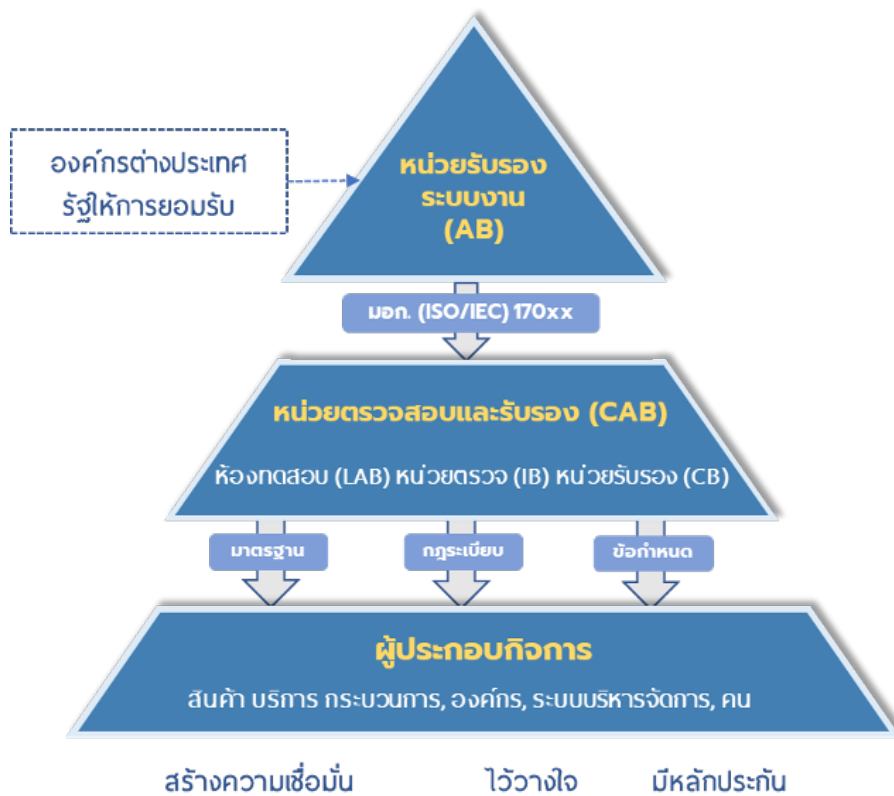 องค์กรต่างประเทศ
รัฐให้การยอมรับ
หน่วยรับรอง
ระบบงาน
(AB)
มอก. (ISO/IEC) 170xx
หน่วยตรวจสอบและรับรอง (CAB)
ห้องทดสอบ (LAB) หน่วยตรวจ (IB) หน่วยรับรอง (CB)
มาตรฐาน กฎระเบียบ ข้อกำหนด
ผู้ประกอบกิจการ
สินค้า บริการ กระบวนการ, องค์กร, ระบบบริหารจัดการ, คน
สร้างความเชื่อมั่น ไว้วางใจ มีหลักประกัน